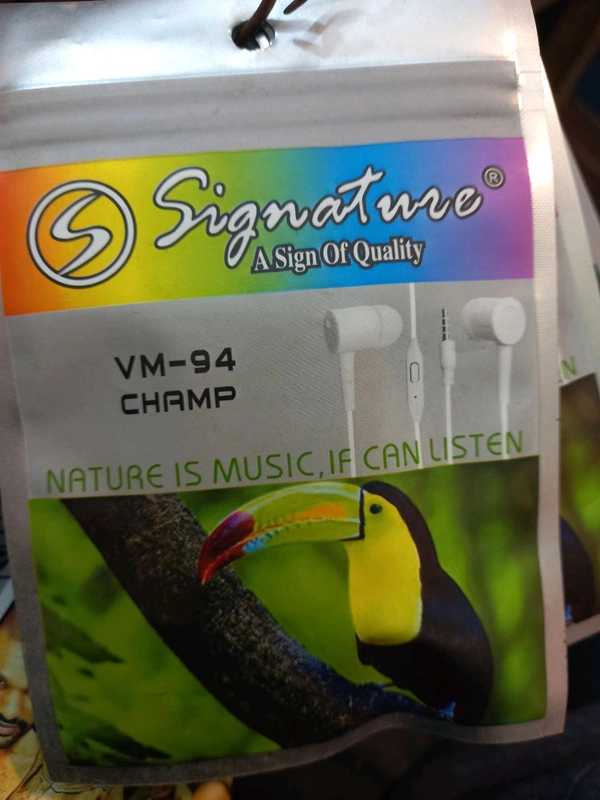 Signature®
A Sign Of Quality
VM-94
CHAMP
NATURE IS MUSIC, IF CAN LISTEN
N